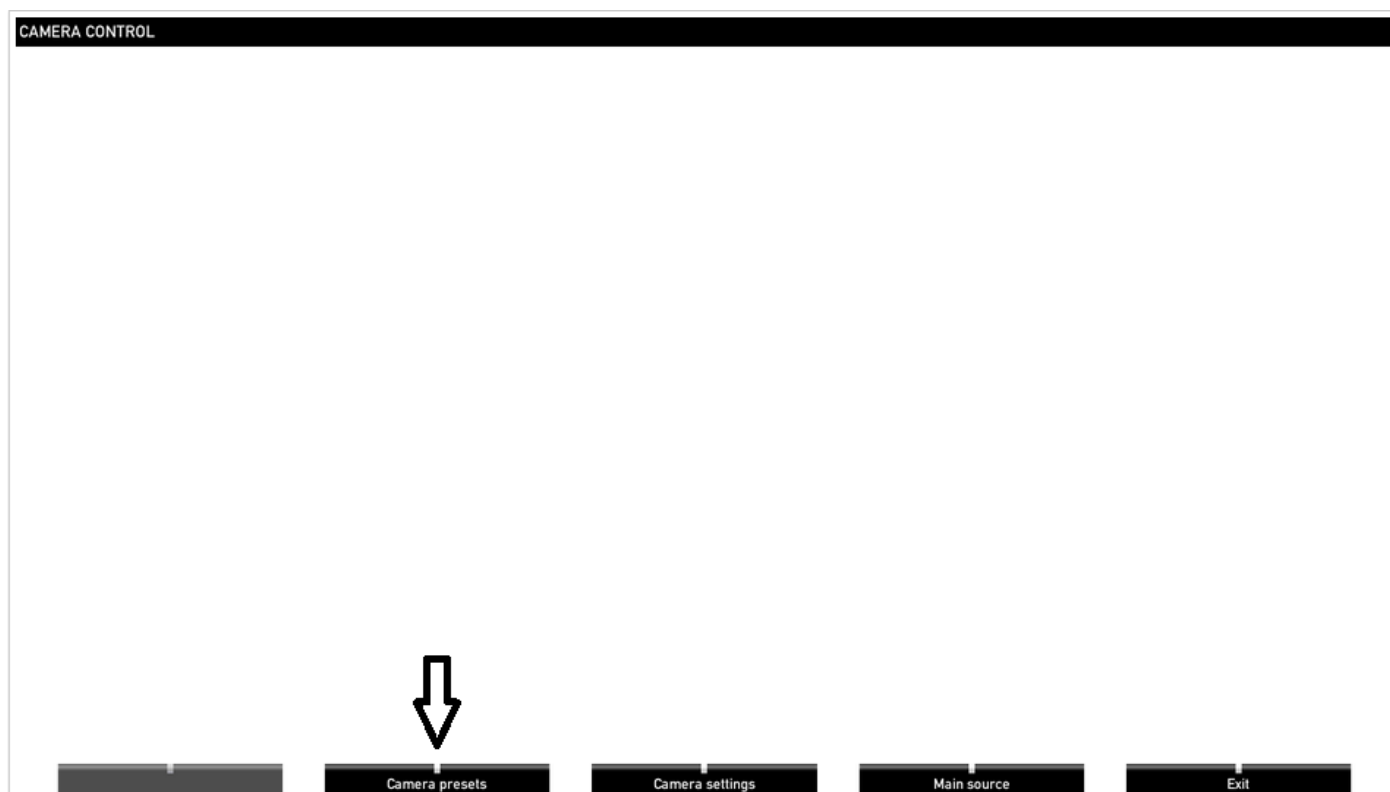 CAMERA CONTROL
Camera presets
Camera settings
Main source
Exit